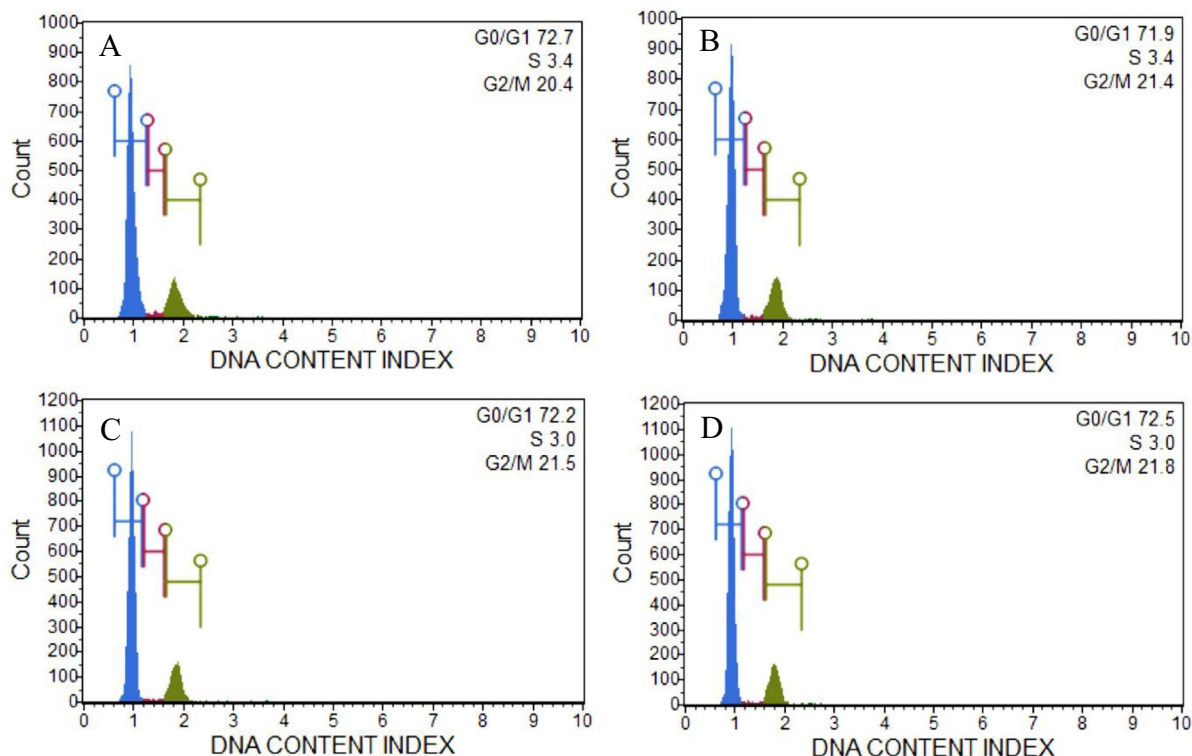 A
G0/G1 72.7
S 3.4
G2/M 20.4
1000
900
800
700
600
500
400
300
200
100
0
Count
0 1 2 3 4 5 6 7 8 9 10
DNA CONTENT INDEX
B
G0/G1 71.9
S 3.4
G2/M 21.4
1000
900
800
700
600
500
400
300
200
100
0
Count
0 1 2 3 4 5 6 7 8 9 10
DNA CONTENT INDEX
C
G0/G1 72.2
S 3.0
G2/M 21.5
1200
1100
1000
900
800
700
600
500
400
300
200
100
0
Count
0 1 2 3 4 5 6 7 8 9 10
DNA CONTENT INDEX
D
G0/G1 72.5
S 3.0
G2/M 21.8
1200
1100
1000
900
800
700
600
500
400
300
200
100
0
Count
0 1 2 3 4 5 6 7 8 9 10
DNA CONTENT INDEX